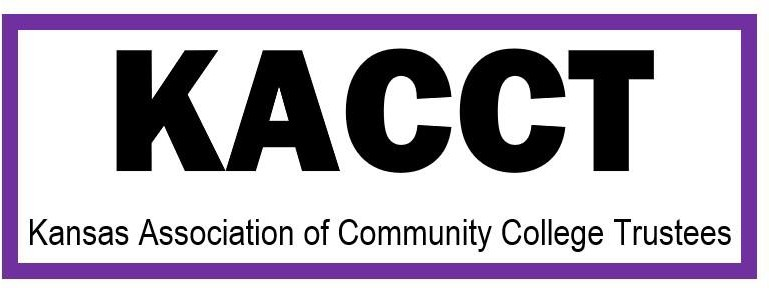 KACCT
Kansas Association of Community College Trustees